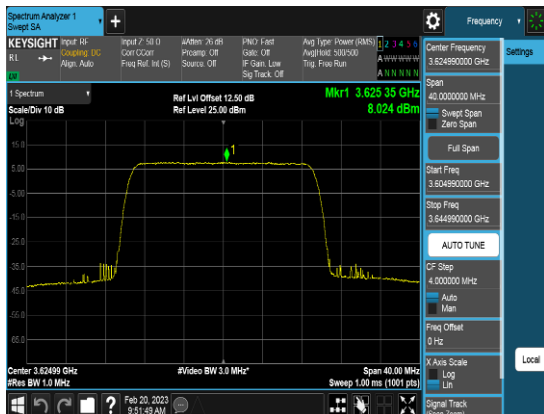 Spectrum Analyzer 1
Swept SA
Frequency
KEYSIGHT
RL
Input: RF
Coupling: DC
Align: Auto
Input Z: 50 Ω
Corr CCorr
Freq Ref: Int (S)
#Atten: 26 dB
Preamp: Off
Source: Off
PNO: Fast
Gate: Off
IF Gain: Low
Sig Track: Off
Avg Type: Power (RMS)
Avg|Hold: 500/500
Trig: Free Run
1 2 3 4 5 6
A W W W W W
A N N N N N
LW
1 Spectrum
Scale/Div 10 dB
Log
Ref Lvl Offset 12.50 dB
Ref Level 25.00 dBm
Mkr1 3.625 35 GHz
8.024 dBm
1
15.0
5.00
-5.00
-15.0
-25.0
-35.0
-45.0
-55.0
-65.0
Center 3.62499 GHz
#Res BW 1.0 MHz
#Video BW 3.0 MHz*
Span 40.00 MHz
Sweep 1.00 ms (1001 pts)
Feb 20, 2023
9:51:49 AM
Center Frequency
3.624990000 GHz
Span
40.0000000 MHz
Swept Span
Zero Span
Full Span
Start Freq
3.604990000 GHz
Stop Freq
3.644990000 GHz
AUTO TUNE
CF Step
4.000000 MHz
Auto
Man
Freq Offset
0 Hz
X Axis Scale
Log
Lin
Signal Track
(Span Zoom)
Settings
Local